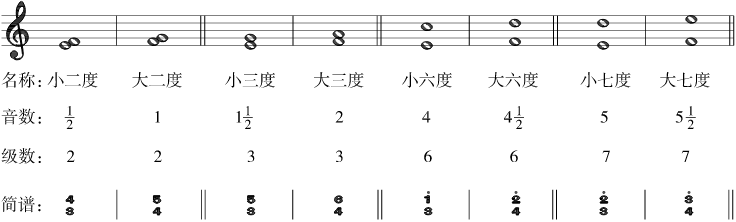 名称：小二度 大二度 小三度 大三度 小六度 大六度 小七度 大七度
音数：1/2 1 1 1/2 2 4 4 1/2 5 5 1/2
级数：2 2 3 3 6 6 7 7
简谱：4 | 5 || 5 | 6 || 1̇ | 2̇ || 2̇ | 3̇ ||
3 4 3 4 3 4 3 4